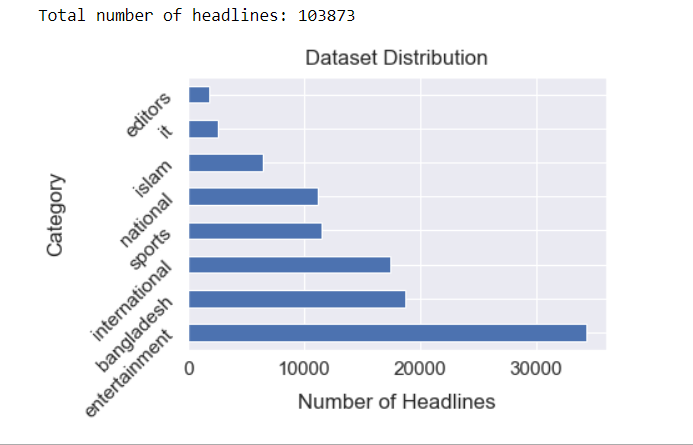 Total number of headlines: 103873
Dataset Distribution
editors
it
islam
national
sports
international
bangladesh
entertainment
Category
0 10000 20000 30000
Number of Headlines